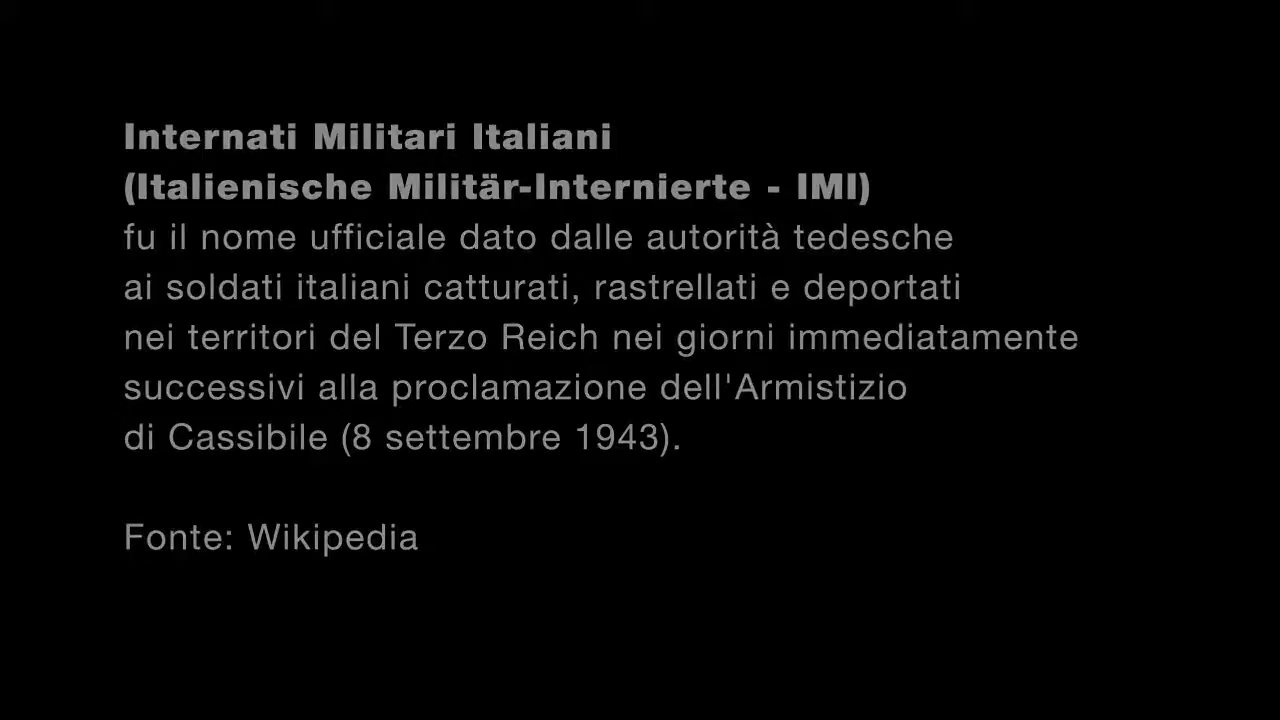 Internati Militari Italiani
(Italienische Militär-Internierte - IMI)
fu il nome ufficiale dato dalle autorità tedesche
ai soldati italiani catturati, rastrellati e deportati
nei territori del Terzo Reich nei giorni immediatamente
successivi alla proclamazione dell'Armistizio
di Cassibile (8 settembre 1943).
Fonte: Wikipedia